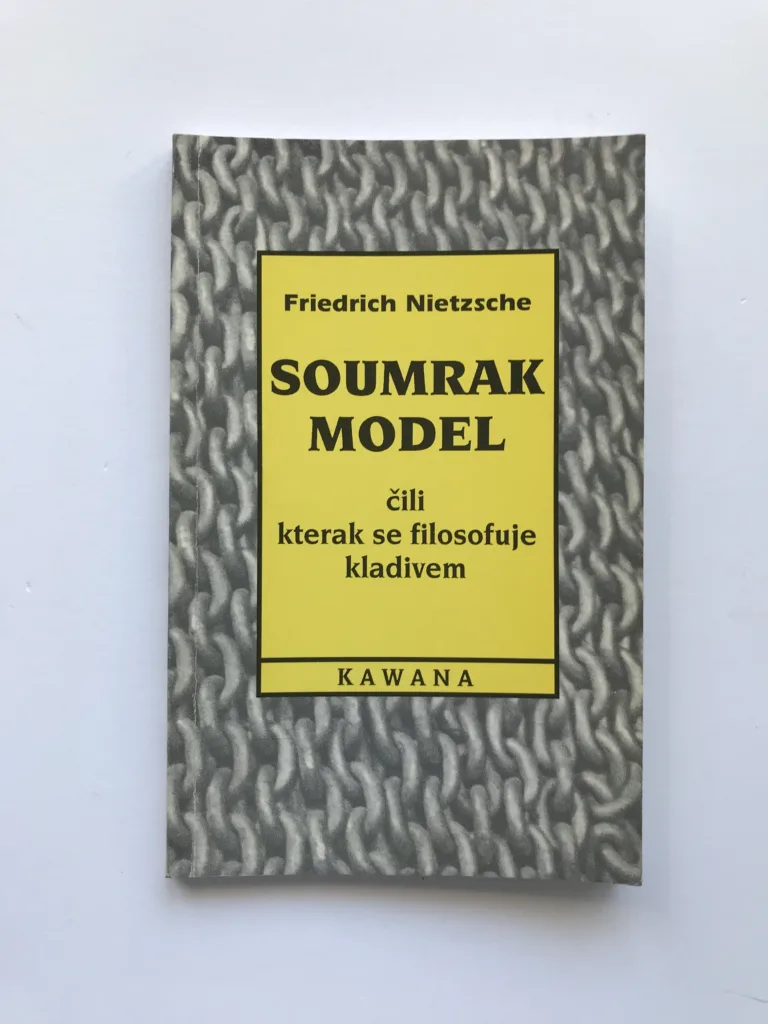 Friedrich Nietzsche
SOUMRAK
MODEL
čili
kterak se filosofuje
kladivem
KAWANA